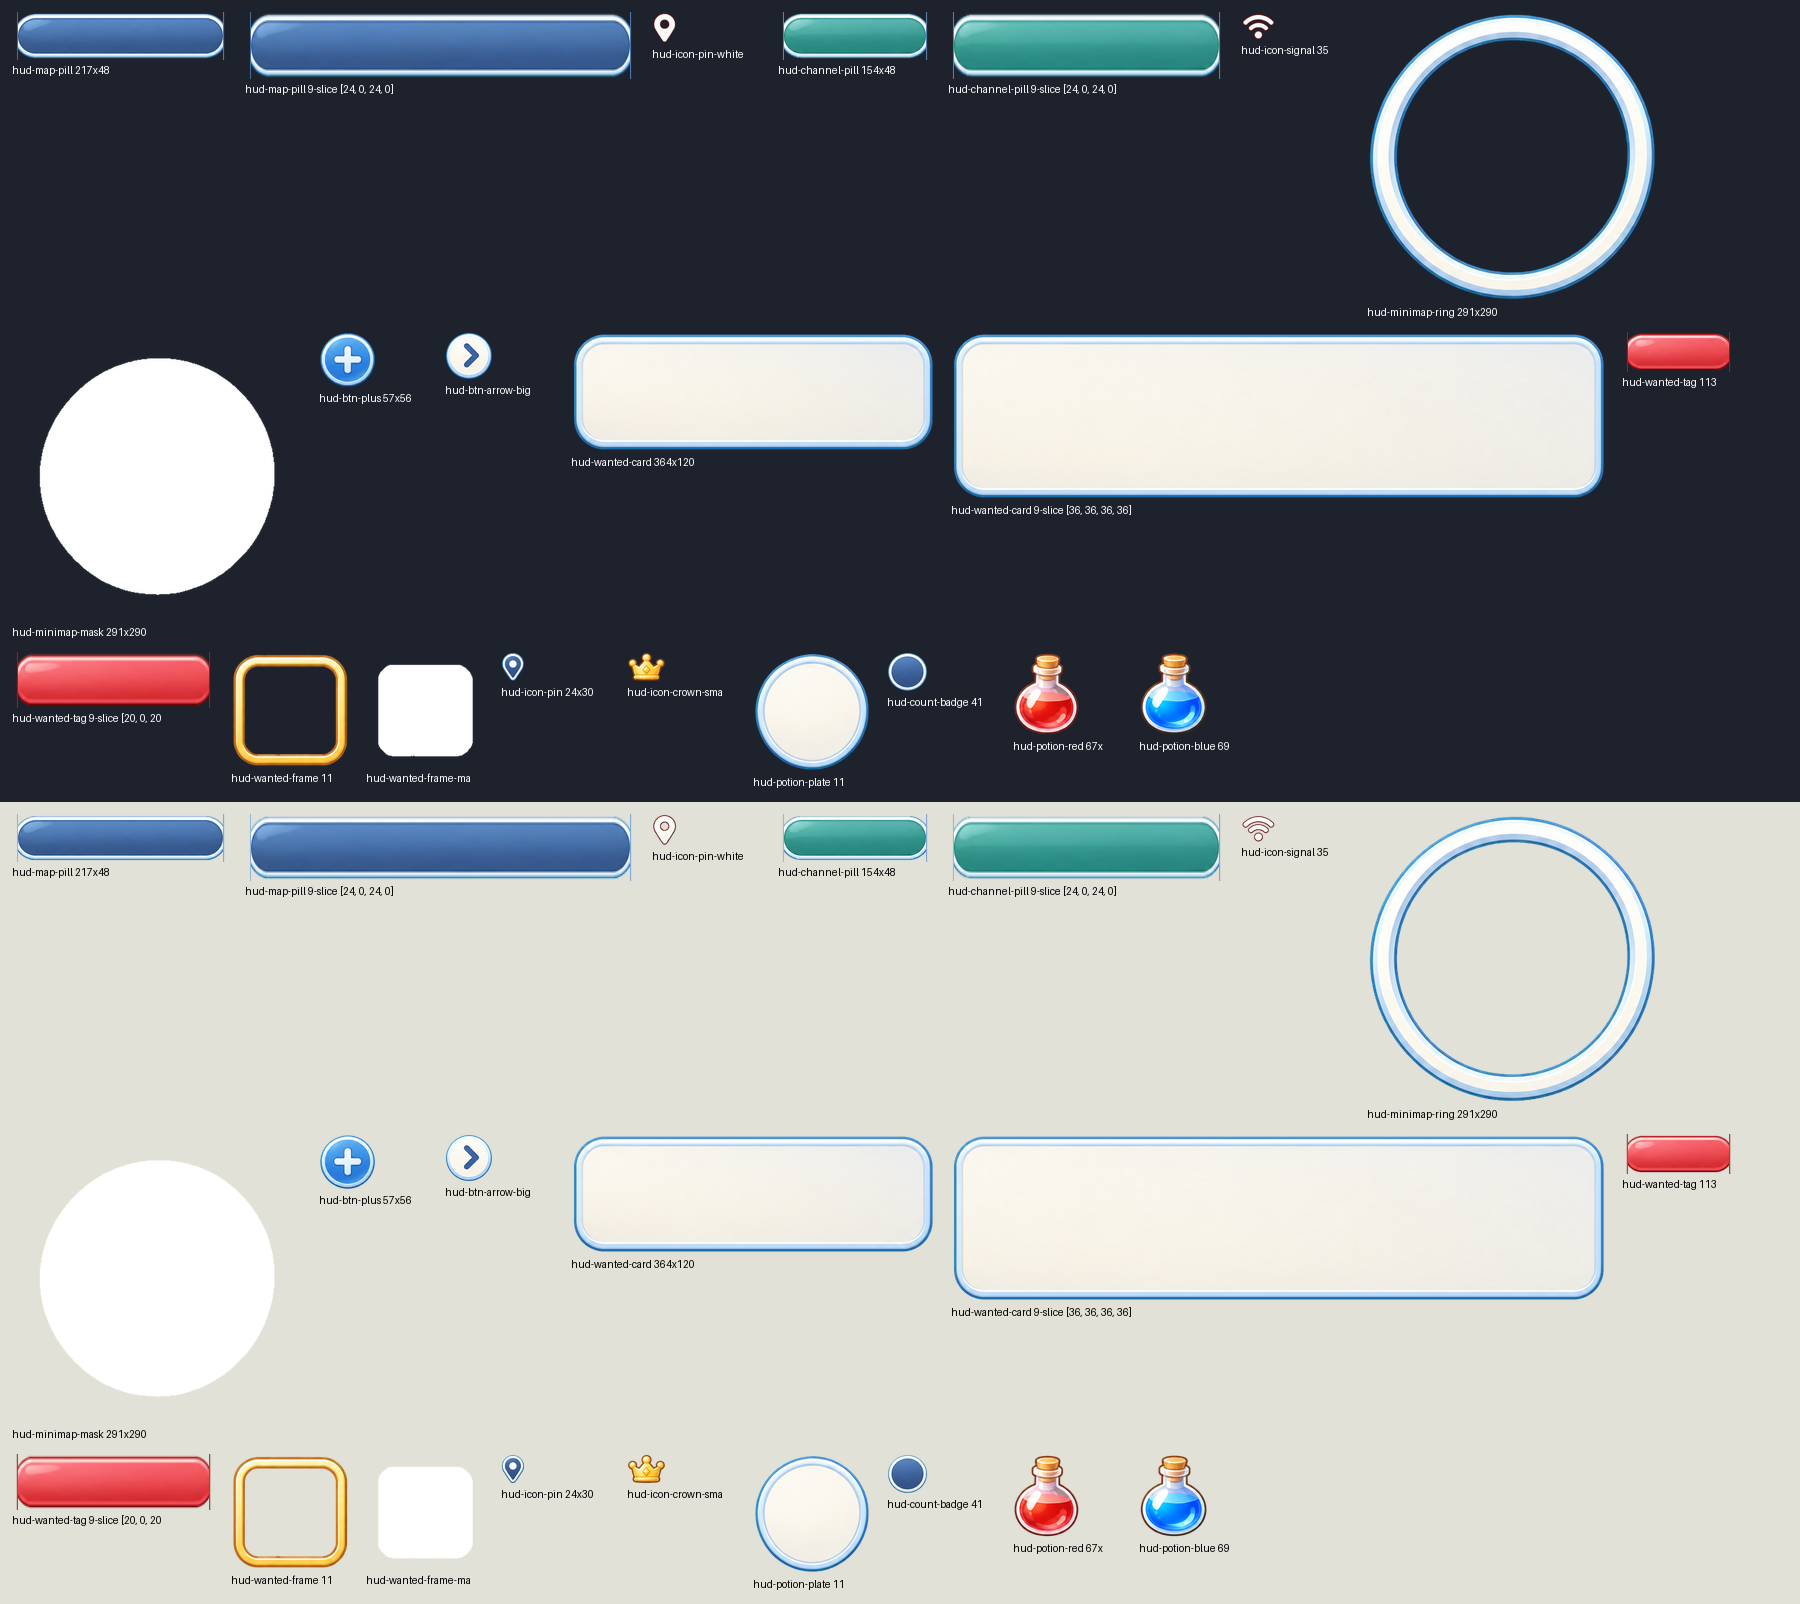 hud-map-pill 217x48
hud-map-pill 9-slice [24, 0, 24, 0]
hud-icon-pin-white
hud-channel-pill 154x48
hud-channel-pill 9-slice [24, 0, 24, 0]
hud-icon-signal 35
hud-minimap-ring 291x290
hud-minimap-mask 291x290
hud-btn-plus 57x56
hud-btn-arrow-big
hud-wanted-card 364x120
hud-wanted-card 9-slice [36, 36, 36, 36]
hud-wanted-tag 113
hud-wanted-tag 9-slice [20, 0, 20
hud-wanted-frame 11
hud-wanted-frame-ma
hud-icon-pin 24x30
hud-icon-crown-sma
hud-potion-plate 11
hud-count-badge 41
hud-potion-red 67x
hud-potion-blue 69
hud-map-pill 217x48
hud-map-pill 9-slice [24, 0, 24, 0]
hud-icon-pin-white
hud-channel-pill 154x48
hud-channel-pill 9-slice [24, 0, 24, 0]
hud-icon-signal 35
hud-minimap-ring 291x290
hud-minimap-mask 291x290
hud-btn-plus 57x56
hud-btn-arrow-big
hud-wanted-card 364x120
hud-wanted-card 9-slice [36, 36, 36, 36]
hud-wanted-tag 113
hud-wanted-tag 9-slice [20, 0, 20
hud-wanted-frame 11
hud-wanted-frame-ma
hud-icon-pin 24x30
hud-icon-crown-sma
hud-potion-plate 11
hud-count-badge 41
hud-potion-red 67x
hud-potion-blue 69